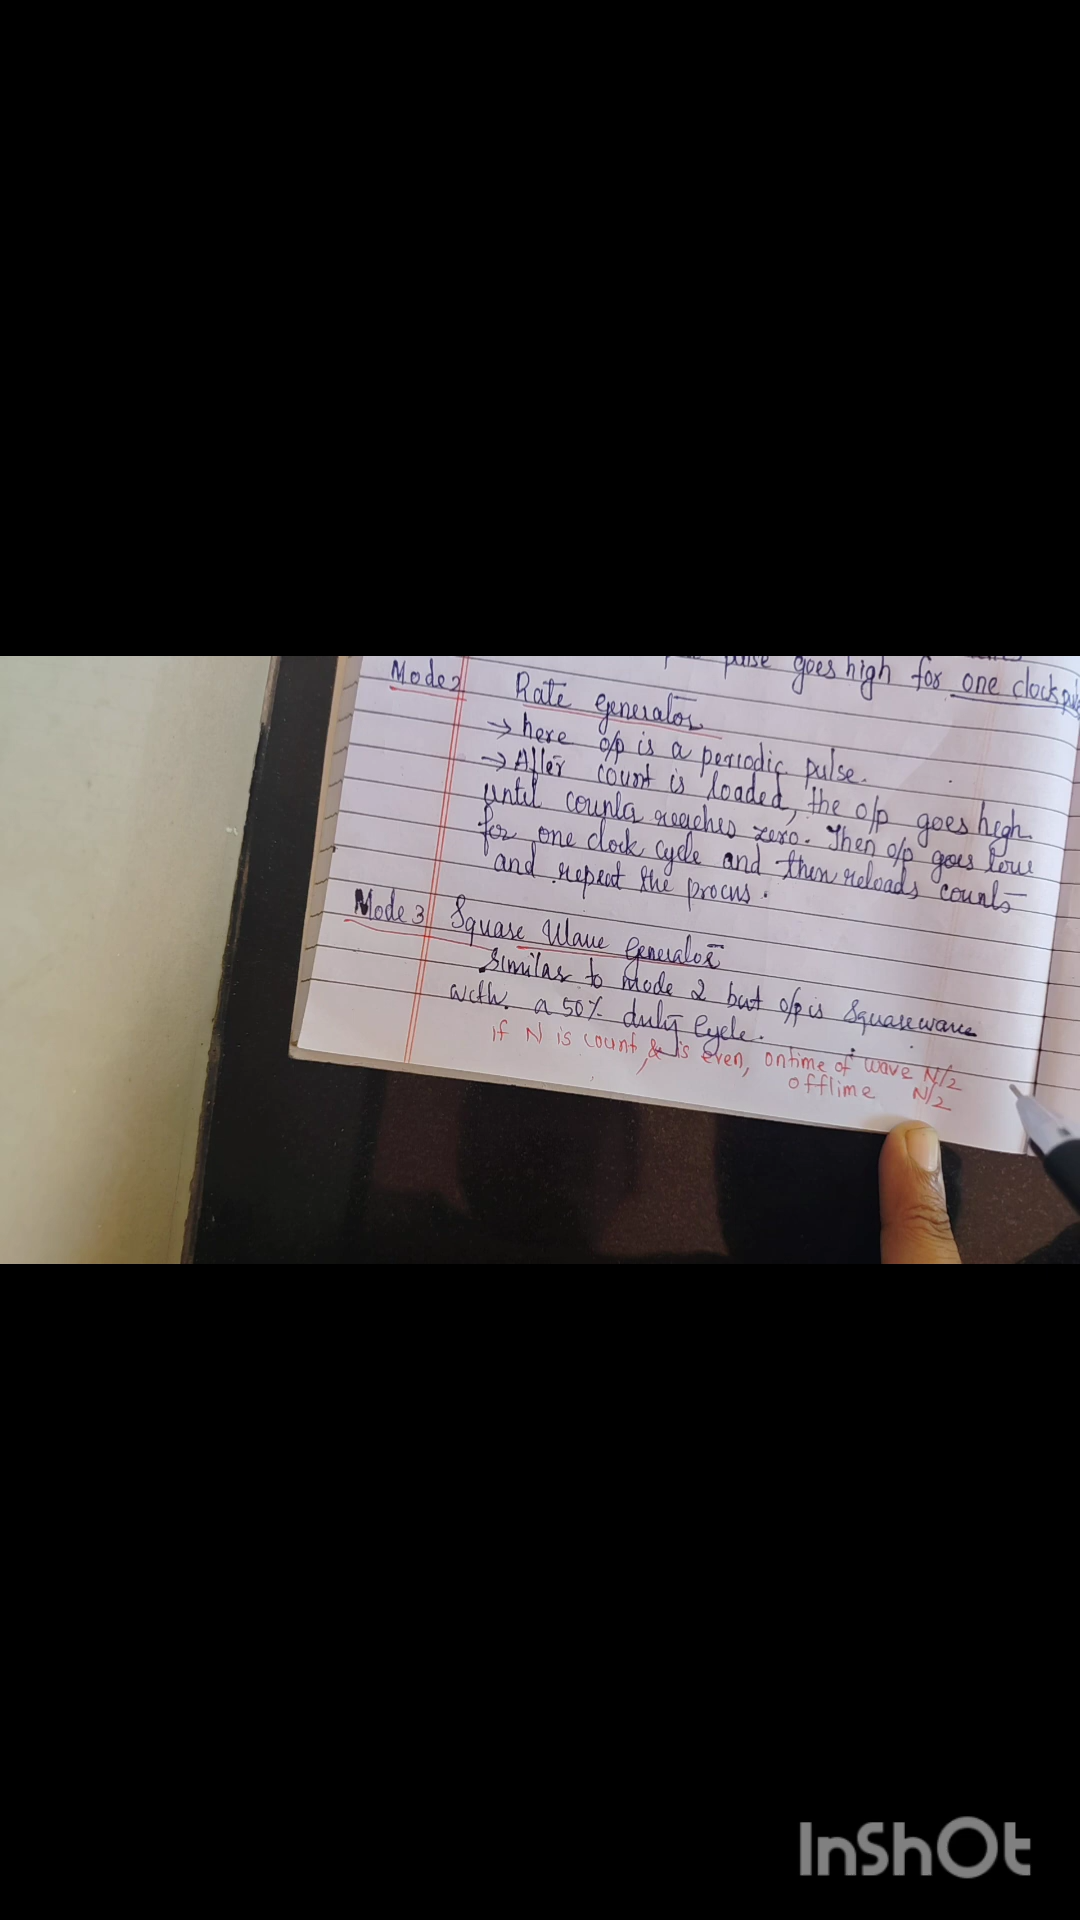 pulse goes high for one clock
Mode 2 Rate Generator
→ here o/p is a periodic pulse.
→ After count is loaded, the o/p goes high
until counter reaches zero. Then o/p goes low
for one clock cycle and then reloads counts
and repeat the process.
Mode 3 Square Wave Generator
Similar to mode 2 but o/p is Squarewave
with a 50% duty Cycle.
if N is count, & is even, ontime of wave N/2
offtime N/2
InShOt